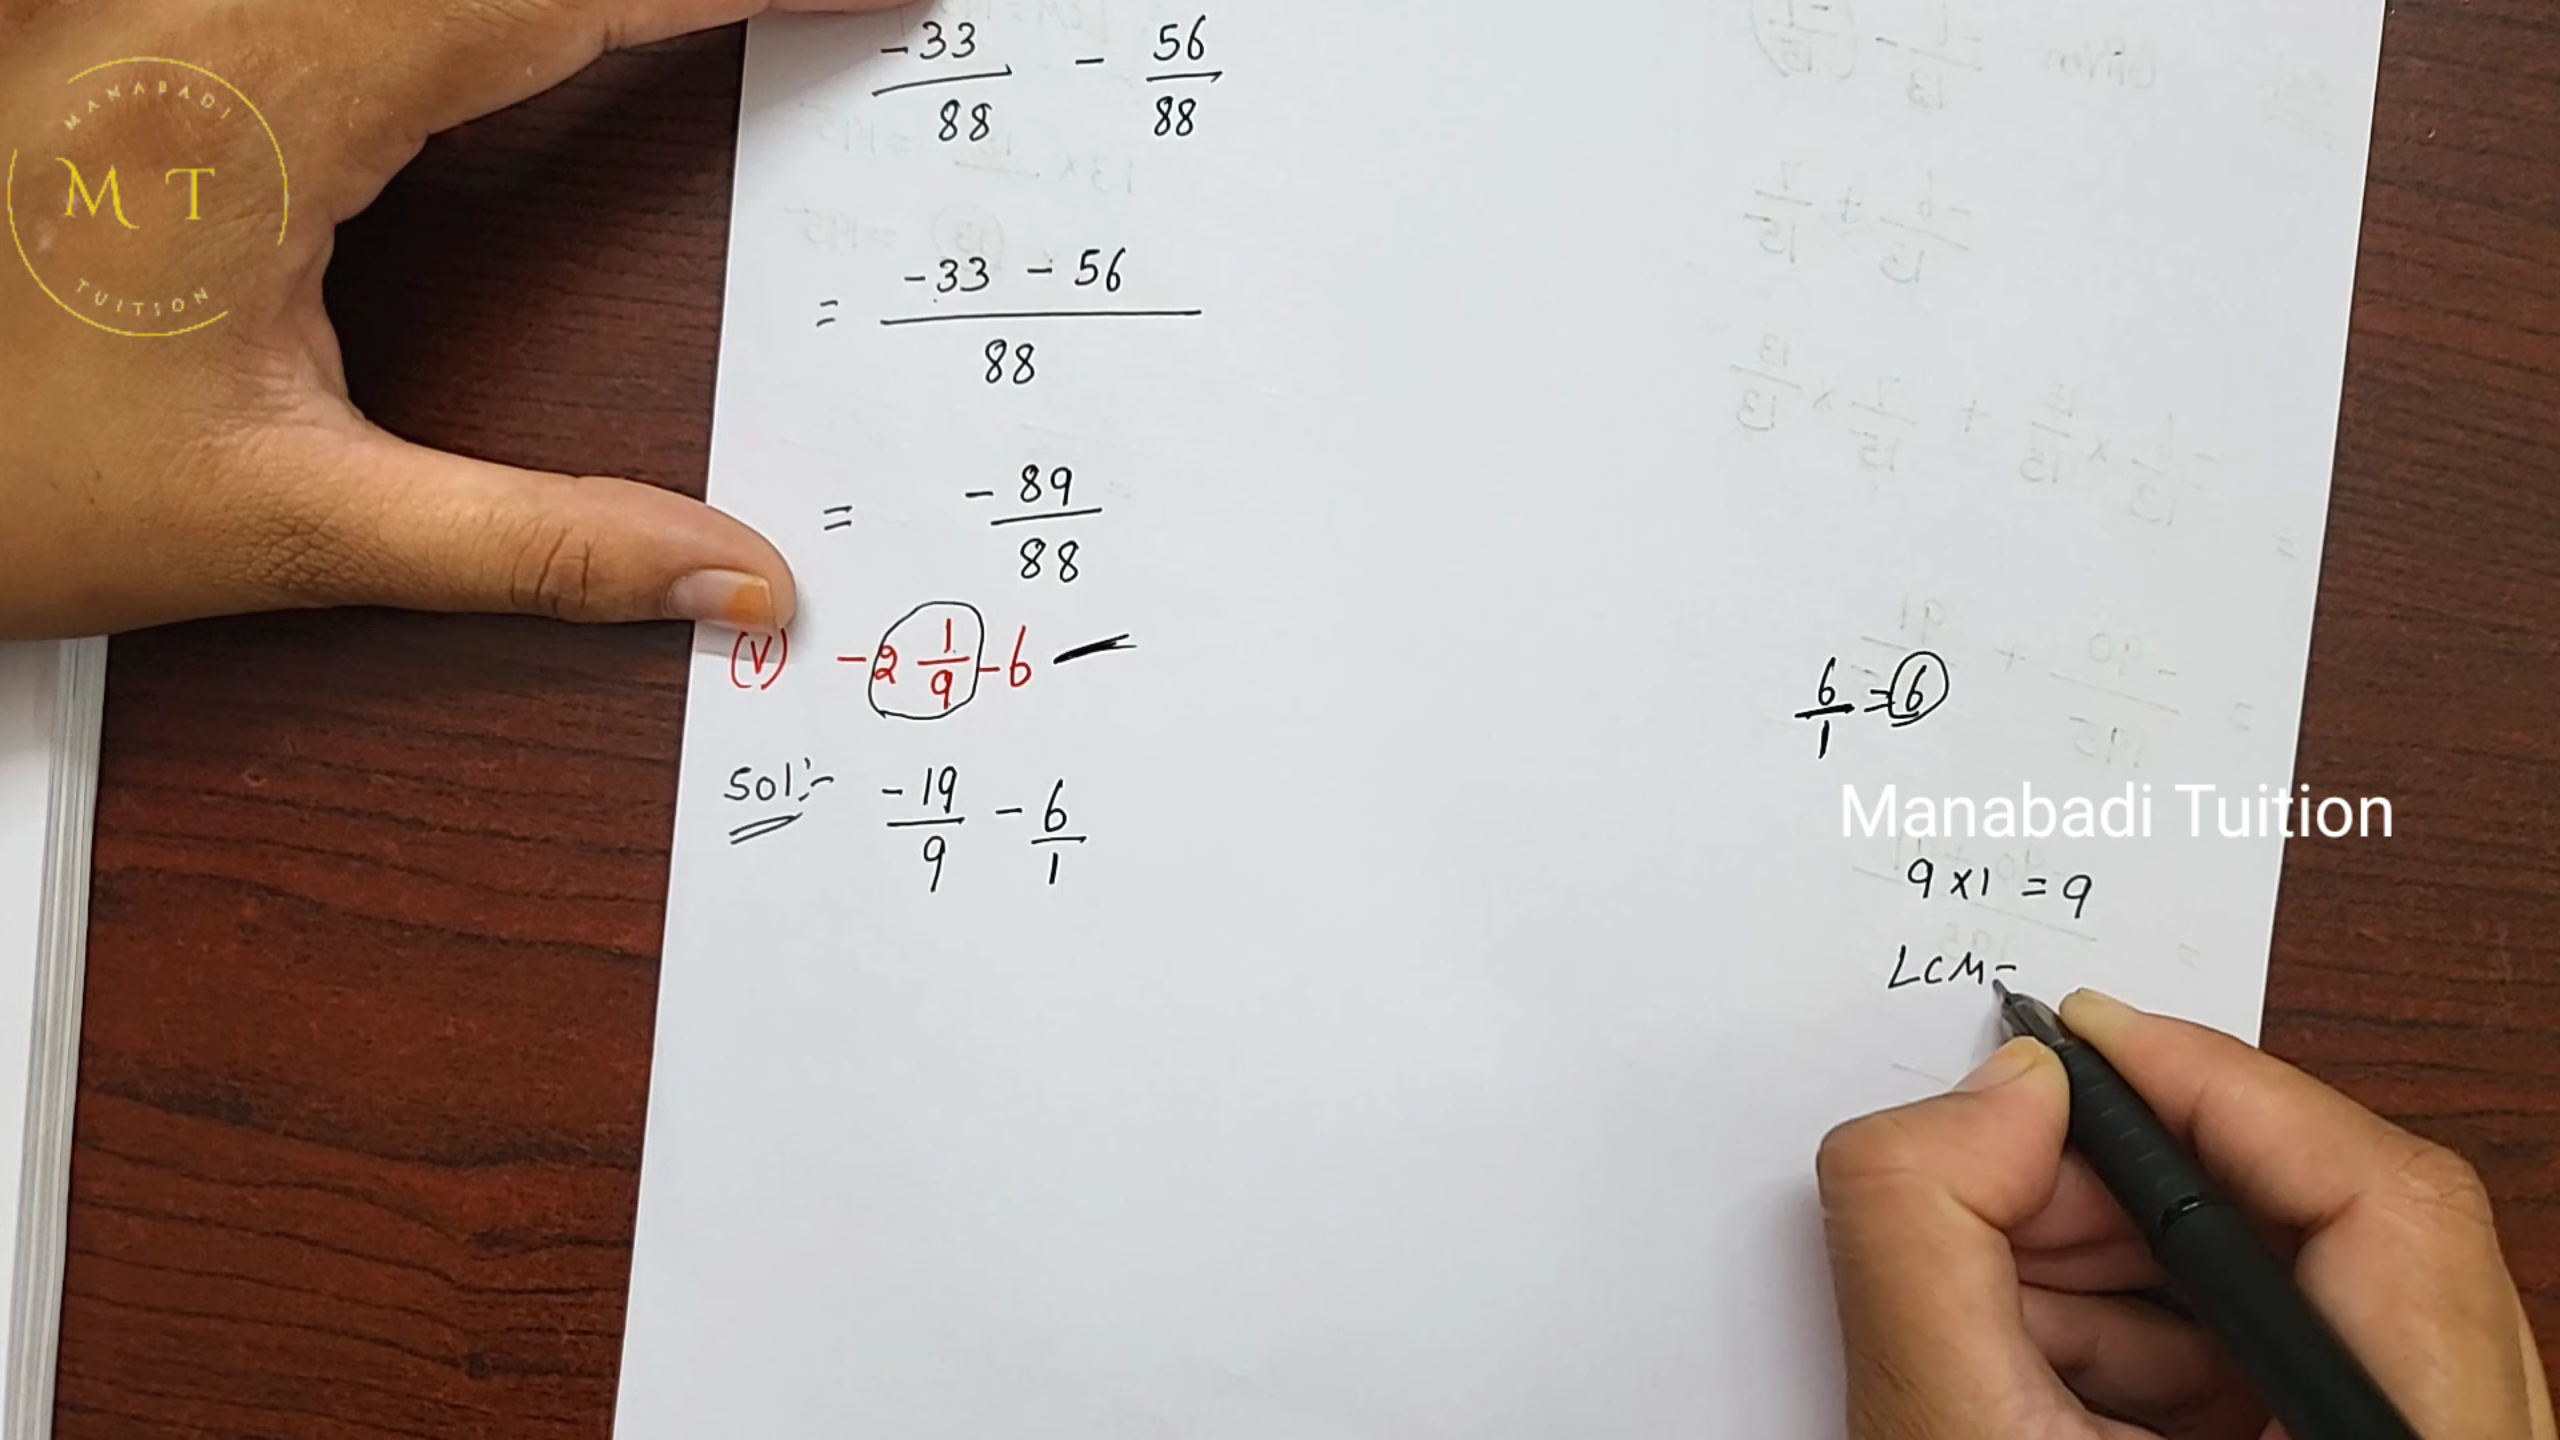 MANABADI
M T
TUITION
-33/88 - 56/88
= -33 - 56/88
= -89/88
(V) -2 1/9 - 6
Sol:- -19/9 - 6/1
6/1 = 6
Manabadi Tuition
9 x 1 = 9
LCM=